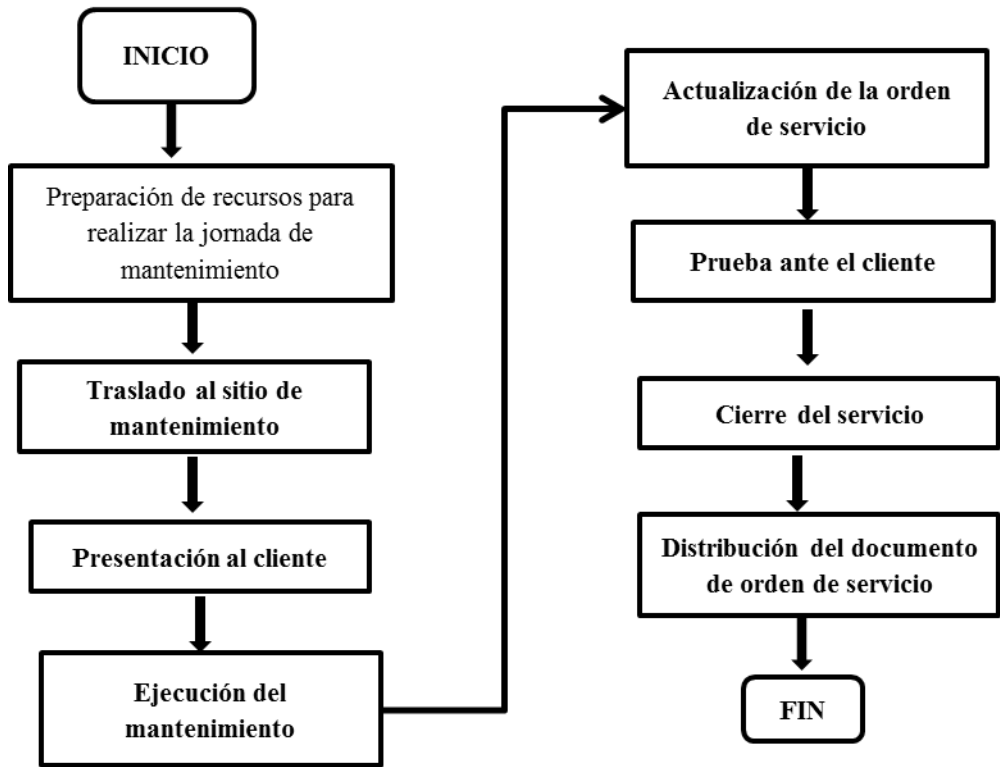 INICIO
Preparación de recursos para
realizar la jornada de
mantenimiento
Traslado al sitio de
mantenimiento
Presentación al cliente
Ejecución del
mantenimiento
Actualización de la orden
de servicio
Prueba ante el cliente
Cierre del servicio
Distribución del documento
de orden de servicio
FIN